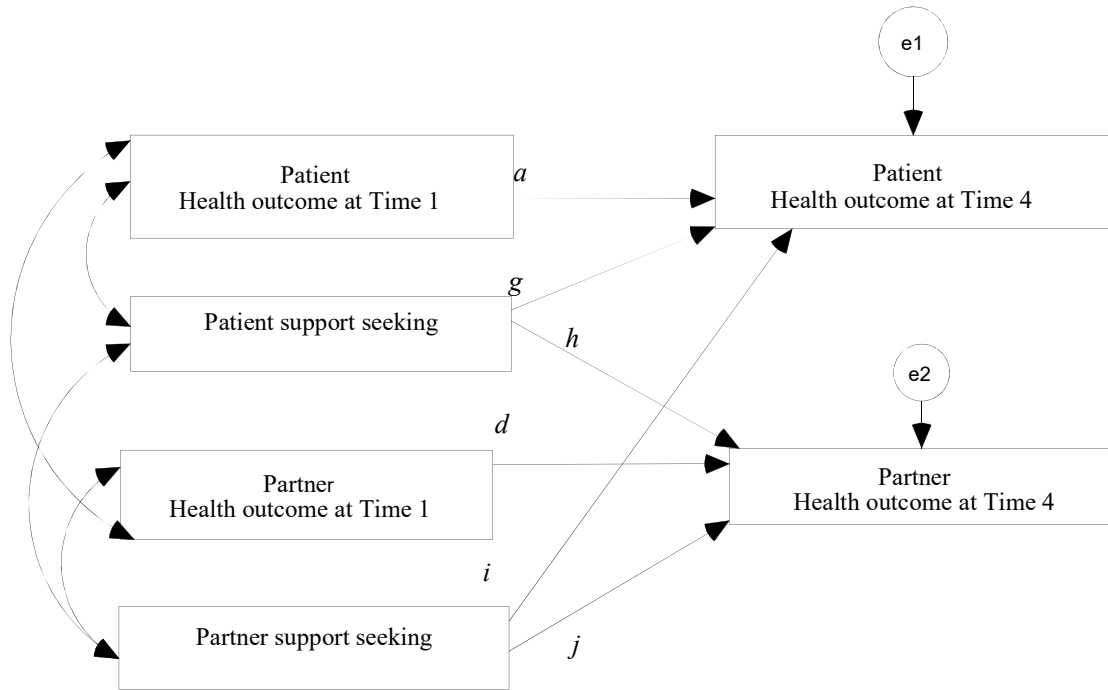 e1
Patient
Health outcome at Time 1
a
Patient
Health outcome at Time 4
g
Patient support seeking
h
e2
d
Partner
Health outcome at Time 1
Partner
Health outcome at Time 4
i
Partner support seeking
j